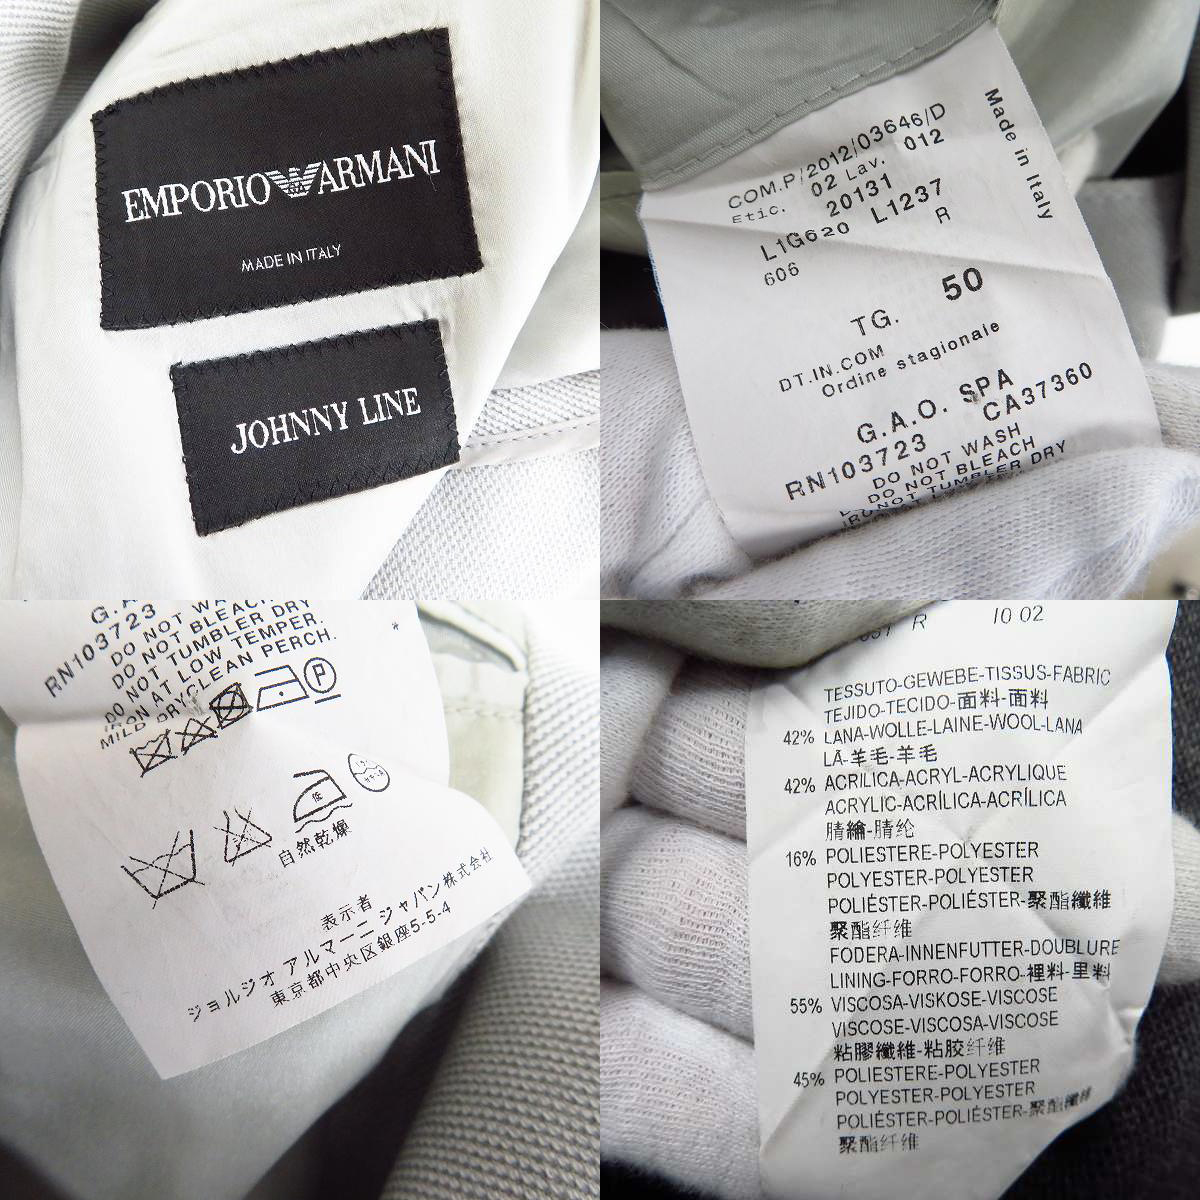 EMPORIO ARMANI
MADE IN ITALY
JOHNNY LINE
COM.P/2012/03646/D
Etic. 02 Lav. 012
20131
L1G620 L1237
606 R
TG. 50
DT.IN.COM
Ordine stagionale
G.A.O. SPA
RN103723 CA37360
DO NOT WASH
DO NOT BLEACH
DO NOT TUMBLER DRY
Made in Italy
G.A
RN103723
DO NOT WASH
DO NOT BLEACH
DO NOT TUMBLER DRY
IRON AT LOW TEMPER.
MILD DRYCLEAN PERCH.
*
P
低
自然乾燥
表示者
ジョルジオ アルマーニ ジャパン株式会社
東京都中央区銀座5-5-4
R 10 02
TESSUTO-GEWEBE-TISSUS-FABRIC
TEJIDO-TECIDO-面料-面料
42% LANA-WOLLE-LAINE-WOOL-LANA
LÃ-羊毛-羊毛
42% ACRILICA-ACRYL-ACRYLIQUE
ACRYLIC-ACRÍLICA-ACRÍLICA
腈綸-腈纶
16% POLIESTERE-POLYESTER
POLYESTER-POLYESTER
POLIÉSTER-POLIÉSTER-聚酯纖維
聚酯纤维
FODERA-INNENFUTTER-DOUBLURE
LINING-FORRO-FORRO-裡料-里料
55% VISCOSA-VISKOSE-VISCOSE
VISCOSE-VISCOSA-VISCOSE
粘膠纖維-粘胶纤维
45% POLIESTERE-POLYESTER
POLYESTER-POLYESTER
POLIÉSTER-POLIÉSTER-聚酯纖維
聚酯纤维